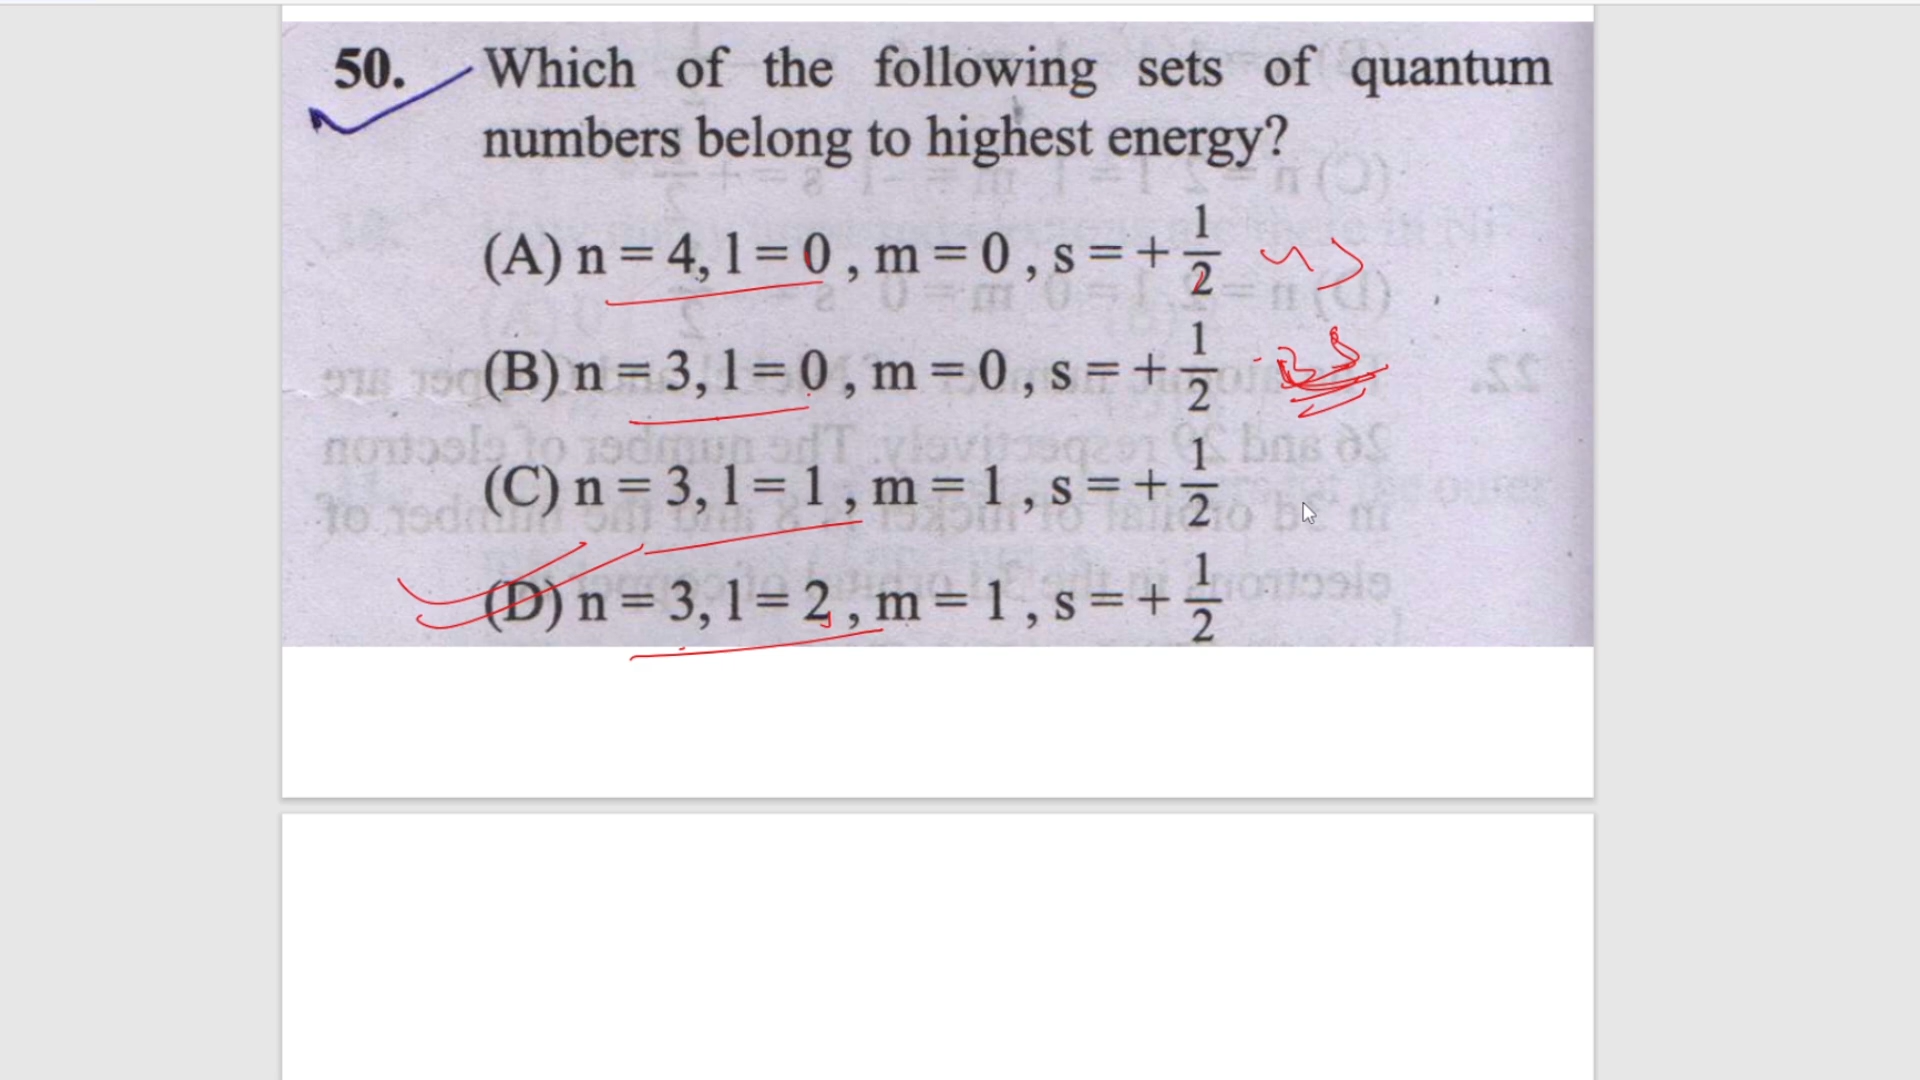 50. Which of the following sets of quantum
numbers belong to highest energy?
(A) n = 4, l = 0 , m = 0 , s = + 1/2
(B) n = 3, l = 0 , m = 0 , s = + 1/2
(C) n = 3, l = 1 , m = 1 , s = + 1/2
(D) n = 3, l = 2 , m = 1 , s = + 1/2